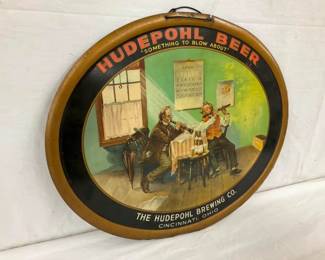 HUDEPOHL BEER
"SOMETHING TO BLOW ABOUT"
THE HUDEPOHL BREWING CO.
CINCINNATI, OHIO